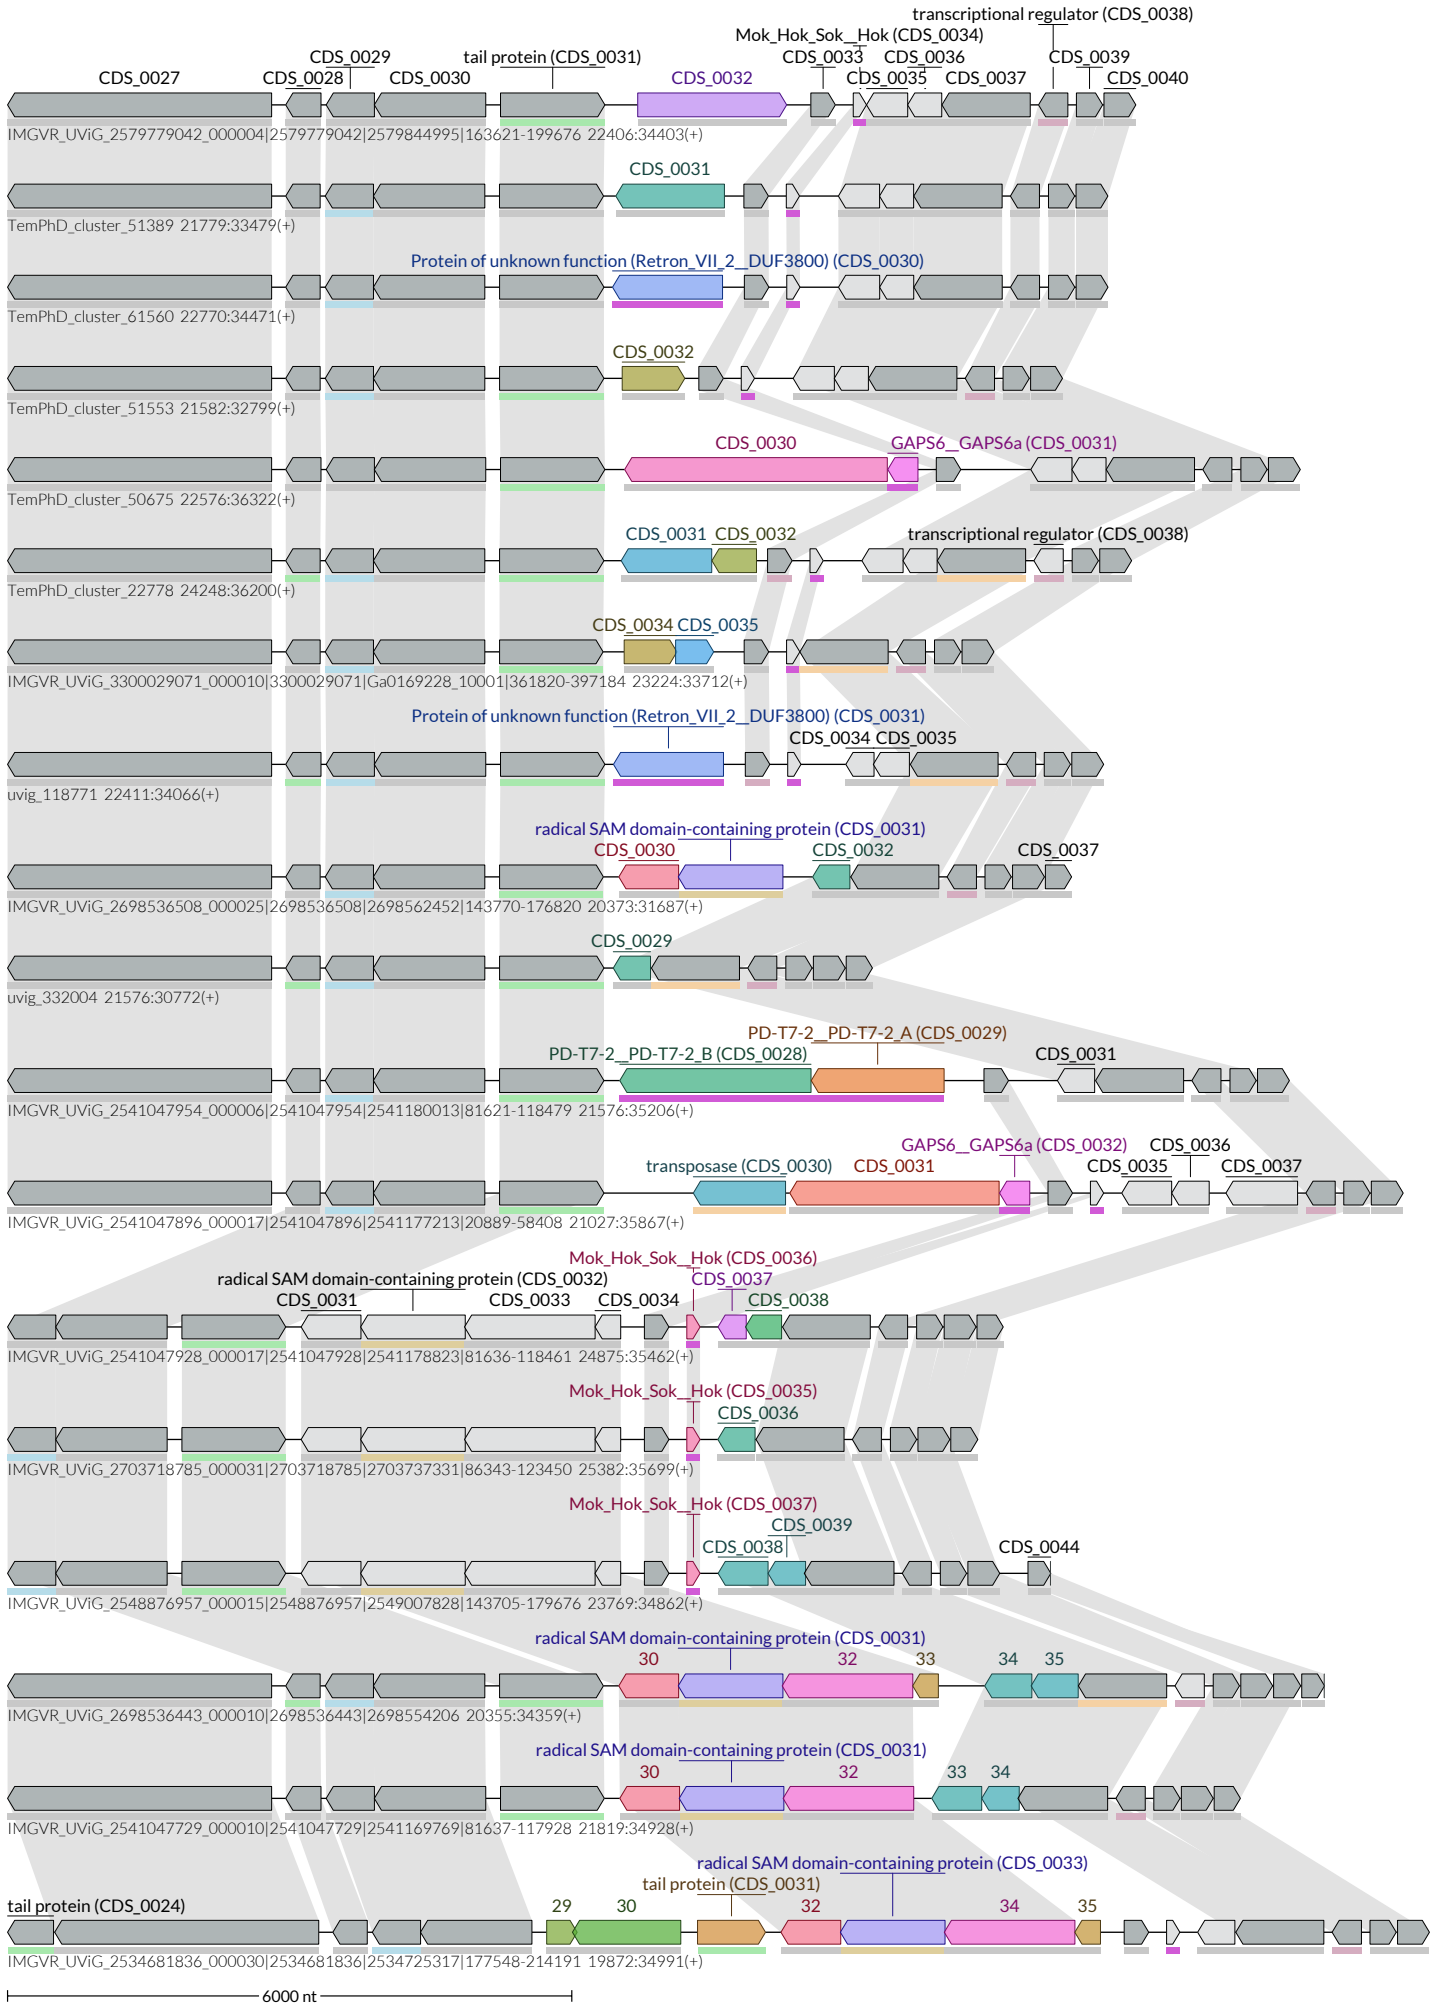 transcriptional regulator (CDS_0038)
Mok_Hok_Sok__Hok (CDS_0034)
CDS_0029 tail protein (CDS_0031) CDS_0033 CDS_0036 CDS_0039
CDS_0027 CDS_0028 CDS_0030 CDS_0032 CDS_0035 CDS_0037 CDS_0040
IMGVR_UViG_2579779042_000004|2579779042|2579844995|163621-199676 22406:34403(+)
CDS_0031
TemPhD_cluster_51389 21779:33479(+)
Protein of unknown function (Retron_VII_2__DUF3800) (CDS_0030)
TemPhD_cluster_61560 22770:34471(+)
CDS_0032
TemPhD_cluster_51553 21582:32799(+)
CDS_0030 GAPS6__GAPS6a (CDS_0031)
TemPhD_cluster_50675 22576:36322(+)
CDS_0031 CDS_0032 transcriptional regulator (CDS_0038)
TemPhD_cluster_22778 24248:36200(+)
CDS_0034 CDS_0035
IMGVR_UViG_3300029071_000010|3300029071|Ga0169228_10001|361820-397184 23224:33712(+)
Protein of unknown function (Retron_VII_2__DUF3800) (CDS_0031)
CDS_0034 CDS_0035
uvig_118771 22411:34066(+)
radical SAM domain-containing protein (CDS_0031)
CDS_0030 CDS_0032 CDS_0037
IMGVR_UViG_2698536508_000025|2698536508|2698562452|143770-176820 20373:31687(+)
CDS_0029
uvig_332004 21576:30772(+)
PD-T7-2__PD-T7-2_A (CDS_0029)
PD-T7-2__PD-T7-2_B (CDS_0028) CDS_0031
IMGVR_UViG_2541047954_000006|2541047954|2541180013|81621-118479 21576:35206(+)
GAPS6__GAPS6a (CDS_0032) CDS_0036
transposase (CDS_0030) CDS_0031 CDS_0035 CDS_0037
IMGVR_UViG_2541047896_000017|2541047896|2541177213|20889-58408 21027:35867(+)
Mok_Hok_Sok__Hok (CDS_0036)
radical SAM domain-containing protein (CDS_0032) CDS_0037
CDS_0031 CDS_0033 CDS_0034 CDS_0038
IMGVR_UViG_2541047928_000017|2541047928|2541178823|81636-118461 24875:35462(+)
Mok_Hok_Sok__Hok (CDS_0035)
CDS_0036
IMGVR_UViG_2703718785_000031|2703718785|2703737331|86343-123450 25382:35699(+)
Mok_Hok_Sok__Hok (CDS_0037)
CDS_0039
CDS_0038 CDS_0044
IMGVR_UViG_2548876957_000015|2548876957|2549007828|143705-179676 23769:34862(+)
radical SAM domain-containing protein (CDS_0031)
30 32 33 34 35
IMGVR_UViG_2698536443_000010|2698536443|2698554206 20355:34359(+)
radical SAM domain-containing protein (CDS_0031)
30 32 33 34
IMGVR_UViG_2541047729_000010|2541047729|2541169769|81637-117928 21819:34928(+)
radical SAM domain-containing protein (CDS_0033)
tail protein (CDS_0031)
tail protein (CDS_0024) 29 30 32 34 35
IMGVR_UViG_2534681836_000030|2534681836|2534725317|177548-214191 19872:34991(+)
6000 nt